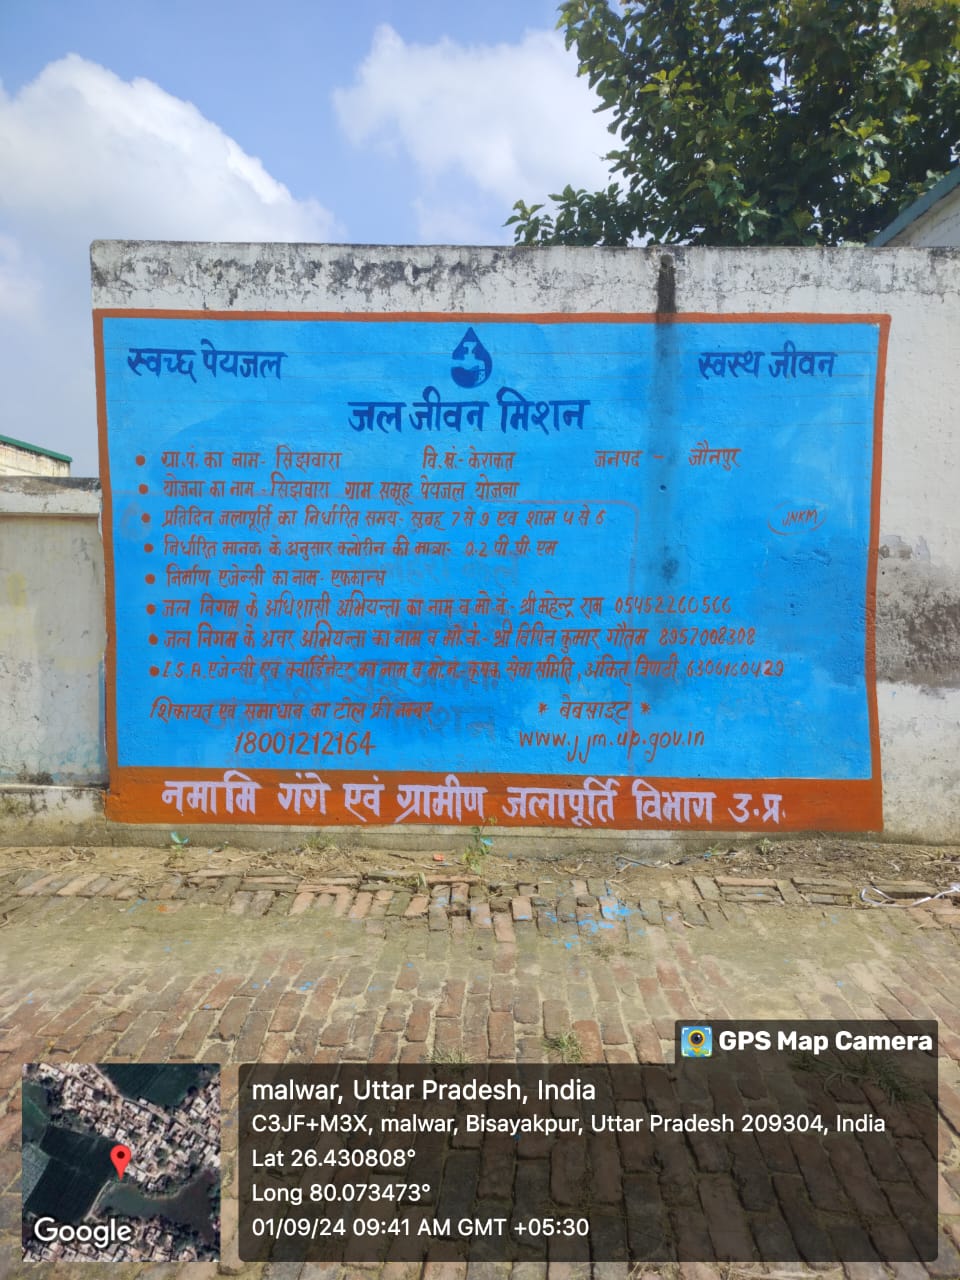 स्वच्छ पेयजल स्वस्थ जीवन
जल जीवन मिशन
• ग्रा.पं. का नाम- सिझवारा वि.खं.- केराकत जनपद - जौनपुर
• योजना का नाम - सिझवारा ग्राम समूह पेयजल योजना
• प्रतिदिन जलापूर्ति का निर्धारित समय- सुबह 7 से 9 एवं शाम 4 से 6
JNKM
• निर्धारित मानक के अनुसार क्लोरीन की मात्रा- 0.2 पी.पी.एम
• निर्माण एजेन्सी का नाम- एफकान्स
• जल निगम के अधिशासी अभियन्ता का नाम व मो.नं.- श्री महेन्द्र राम 05452260566
• जल निगम के अवर अभियन्ता का नाम व मो.नं.- श्री विपिन कुमार गौतम 8957008308
• I.S.A. एजेन्सी एवं का नाम व मो.नं.- कृषक सेवा समिति, अंकित 6306160429
शिकायत एवं समाधान का टोल फ्री नम्बर * बेबसाइट *
18001212164 www.jjm.up.gov.in
नमामि गंगे एवं ग्रामीण जलापूर्ति विभाग उ.प्र.
GPS Map Camera
malwar, Uttar Pradesh, India
C3JF+M3X, malwar, Bisayakpur, Uttar Pradesh 209304, India
Lat 26.430808°
Long 80.073473°
01/09/24 09:41 AM GMT +05:30
Google